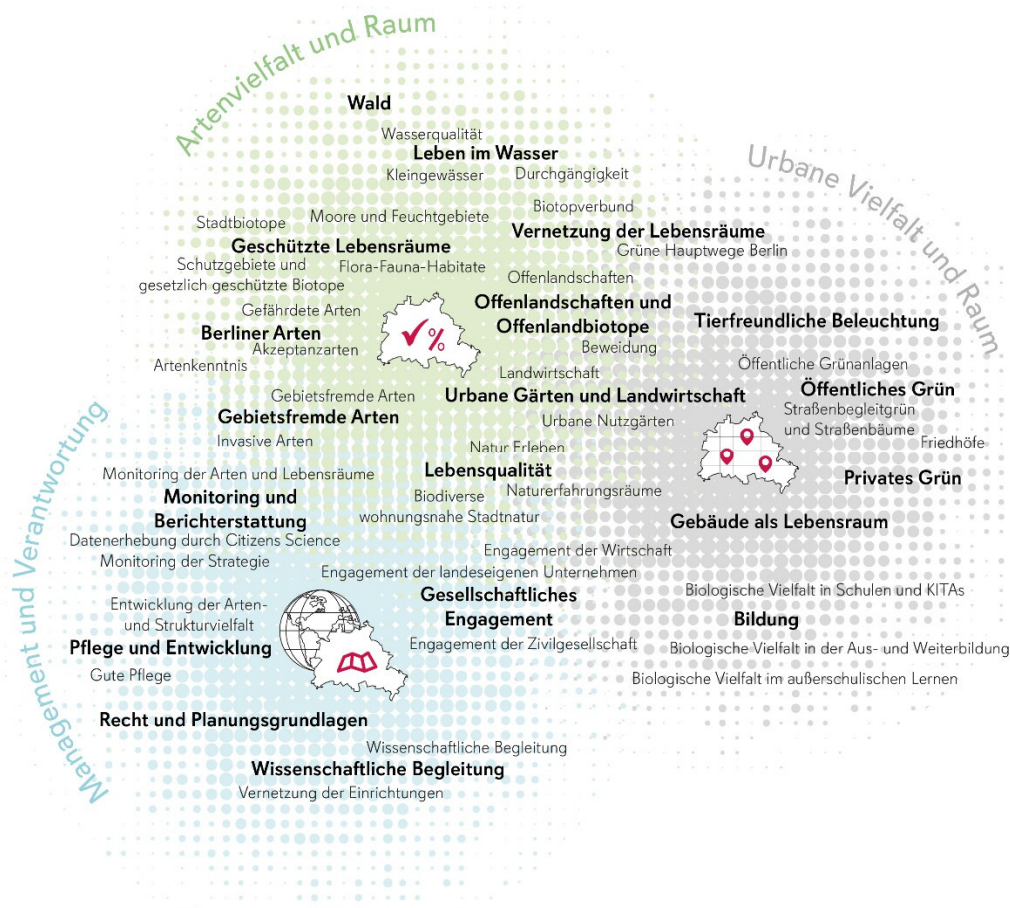 Artenvielfalt und Raum
Urbane Vielfalt und Raum
Management und Verantwortung
Wald
Wasserqualität
Leben im Wasser
Kleingewässer
Durchgängigkeit
Biotopverbund
Vernetzung der Lebensräume
Grüne Hauptwege Berlin
Stadtbiotope
Moore und Feuchtgebiete
Geschützte Lebensräume
Schutzgebiete und
gesetzlich geschützte Biotope
Flora-Fauna-Habitate
Offenlandschaften
Offenlandschaften und
Offenlandbiotope
Beweidung
Gefährdete Arten
Berliner Arten
Akzeptanzarten
Artenkenntnis
%
Tierfreundliche Beleuchtung
Landwirtschaft
Urbane Gärten und Landwirtschaft
Urbane Nutzgärten
Öffentliche Grünanlagen
Öffentliches Grün
Straßenbegleitgrün
und Straßenbäume
Friedhöfe
Privates Grün
Gebietsfremde Arten
Gebietsfremde Arten
Invasive Arten
Natur Erleben
Lebensqualität
Naturerfahrungsräume
Biodiverse
wohnungsnahe Stadtnatur
Gebäude als Lebensraum
Monitoring der Arten und Lebensräume
Monitoring und
Berichterstattung
Datenerhebung durch Citizens Science
Monitoring der Strategie
Engagement der Wirtschaft
Engagement der landeseigenen Unternehmen
Gesellschaftliches
Engagement
Engagement der Zivilgesellschaft
Biologische Vielfalt in Schulen und KITAs
Bildung
Biologische Vielfalt in der Aus- und Weiterbildung
Biologische Vielfalt im außerschulischen Lernen
Entwicklung der Arten-
und Strukturvielfalt
Pflege und Entwicklung
Gute Pflege
Recht und Planungsgrundlagen
Wissenschaftliche Begleitung
Wissenschaftliche Begleitung
Vernetzung der Einrichtungen